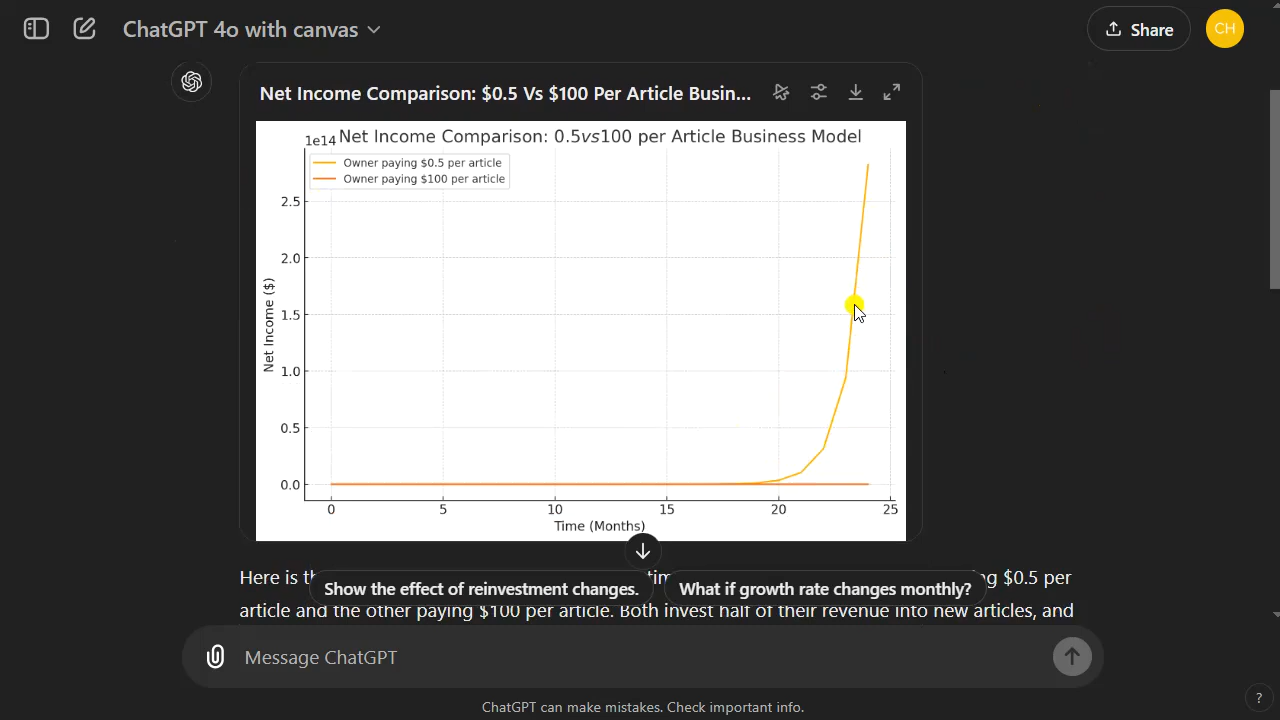 ChatGPT 4o with canvas
Share
CH
Net Income Comparison: $0.5 Vs $100 Per Article Busin...
1e14
Net Income Comparison: 0.5vs100 per Article Business Model
Owner paying $0.5 per article
Owner paying $100 per article
2.5
2.0
1.5
1.0
0.5
0.0
Net Income ($)
0 5 10 15 20 25
Time (Months)
Here is th
tim
ng $0.5 per
Show the effect of reinvestment changes.
What if growth rate changes monthly?
article and the other paying $100 per article. Both invest half of their revenue into new articles, and
Message ChatGPT
ChatGPT can make mistakes. Check important info.
?